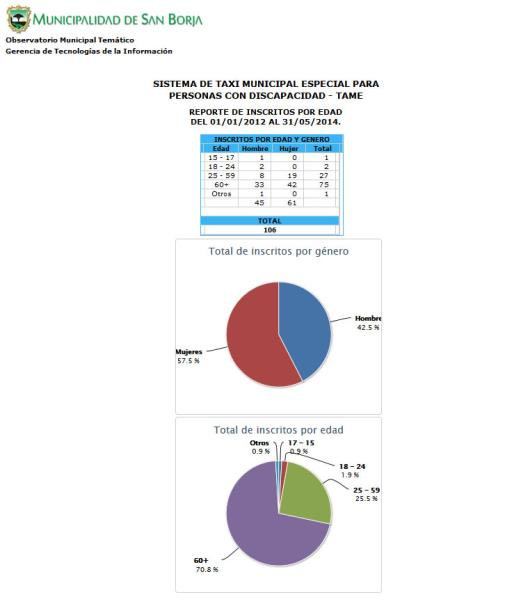 MUNICIPALIDAD DE SAN BORJA
Observatorio Municipal Temático
Gerencia de Tecnologías de la Información
SISTEMA DE TAXI MUNICIPAL ESPECIAL PARA
PERSONAS CON DISCAPACIDAD - TAME
REPORTE DE INSCRITOS POR EDAD
DEL 01/01/2012 AL 31/05/2014.
INSCRITOS POR EDAD Y GENERO
Edad Hombre Hujer Total
15 - 17 1 0 1
18 - 24 2 0 2
25 - 59 8 19 27
60+ 33 42 75
Otros 1 0 1
45 61
TOTAL
106
Total de inscritos por género
Hombre
42.5 %
Mujeres
57.5 %
Total de inscritos por edad
Otros
0.9 %
17 - 15
0.9 %
18 - 24
1.9 %
25 - 59
25.5 %
60+
70.8 %